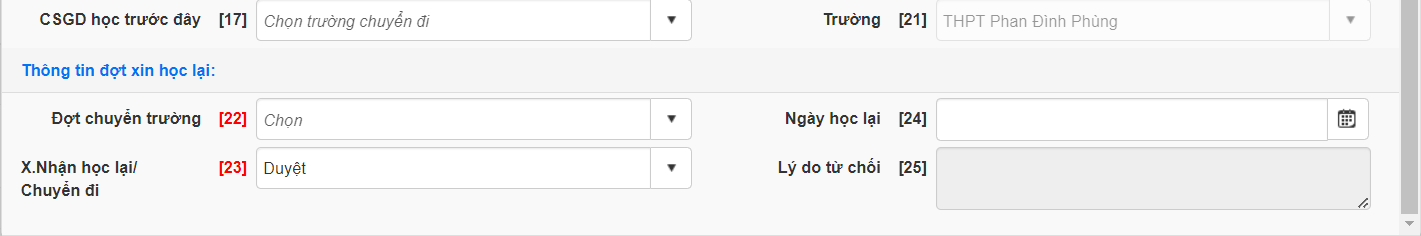 CSGD học trước đây [17] Chọn trường chuyển đi Trường [21] THPT Phan Đình Phùng
Thông tin đợt xin học lại:
Đợt chuyển trường [22] Chọn Ngày học lại [24]
X.Nhận học lại/ [23] Duyệt Lý do từ chối [25]
Chuyển đi